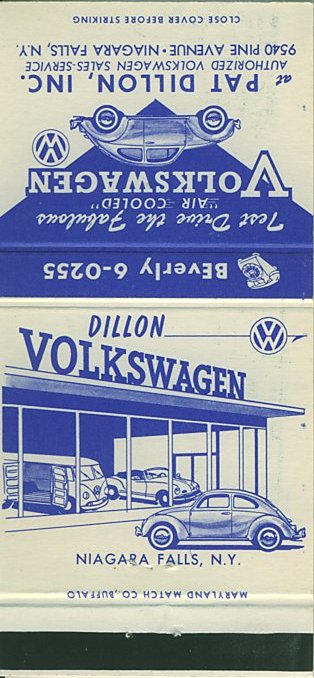 BEverly 6-0255
Test Drive the Fabulous
"AIR-COOLED"
VOLKSWAGEN
VW
at PAT DILLON, INC.
AUTHORIZED VOLKSWAGEN SALES-SERVICE
9540 PINE AVENUE • NIAGARA FALLS, N.Y.
CLOSE COVER BEFORE STRIKING
DILLON
VW
VOLKSWAGEN
NIAGARA FALLS, N.Y.
MARYLAND MATCH CO., BUFFALO